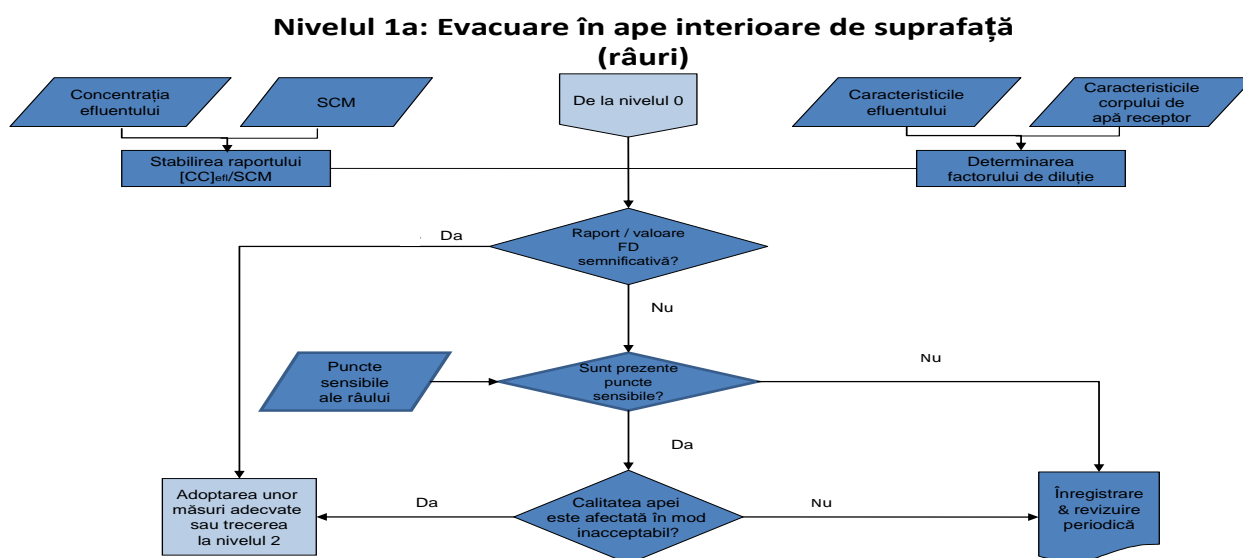 Nivelul 1a: Evacuare în ape interioare de suprafață
(râuri)
Concentrația
efluentului
SCM
De la nivelul 0
Caracteristicile
efluentului
Caracteristicile
corpului de
apă receptor
Stabilirea raportului
[CC]efl/SCM
Determinarea
factorului de diluție
Da
Raport / valoare
FD
semnificativă?
Nu
Puncte
sensibile
ale râului
Sunt prezente
puncte
sensibile?
Nu
Da
Adoptarea unor
măsuri adecvate
sau trecerea
la nivelul 2
Da
Calitatea apei
este afectată în mod
inacceptabil?
Nu
Înregistrare
& revizuire
periodică